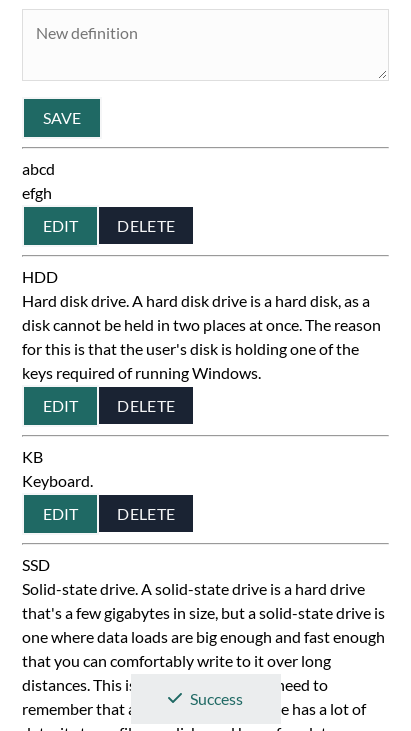 New definition
SAVE
abcd
efgh
EDIT DELETE
HDD
Hard disk drive. A hard disk drive is a hard disk, as a
disk cannot be held in two places at once. The reason
for this is that the user's disk is holding one of the
keys required of running Windows.
EDIT DELETE
KB
Keyboard.
EDIT DELETE
SSD
Solid-state drive. A solid-state drive is a hard drive
that's a few gigabytes in size, but a solid-state drive is
one where data loads are big enough and fast enough
that you can comfortably write to it over long
distances. This need to
remember that has a lot of
Success